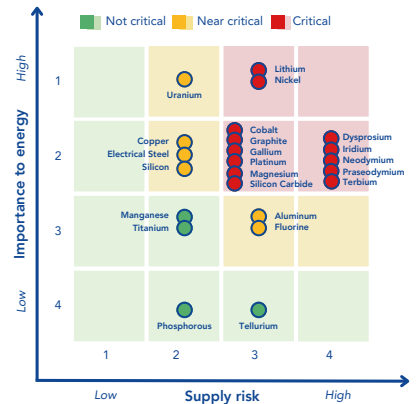 Not critical Near critical Critical
High
Importance to energy
Low
1
2
3
4
Uranium
Lithium
Nickel
Copper
Electrical Steel
Silicon
Cobalt
Graphite
Gallium
Platinum
Magnesium
Silicon Carbide
Dysprosium
Iridium
Neodymium
Praseodymium
Terbium
Manganese
Titanium
Aluminum
Fluorine
Phosphorous
Tellurium
1 2 3 4
Low Supply risk High